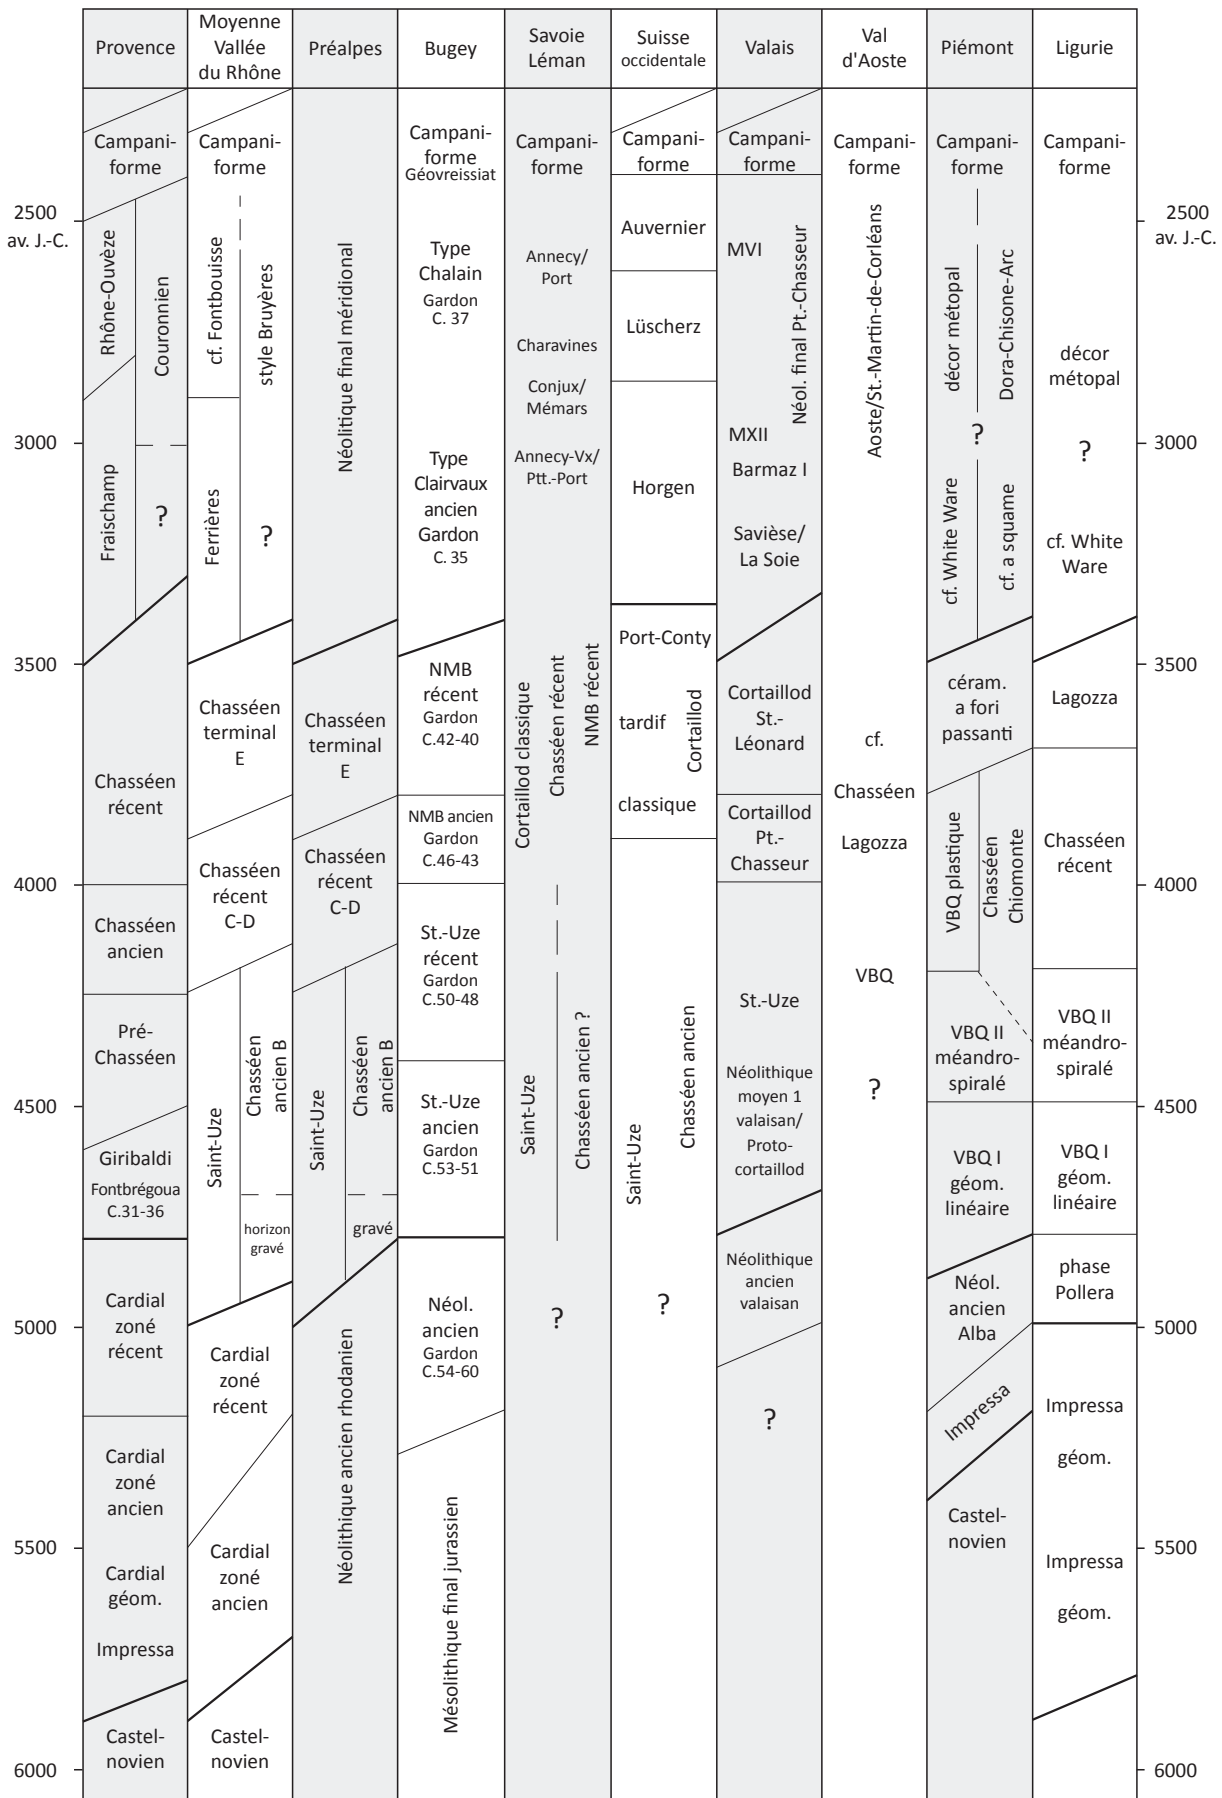 Provence
Moyenne
Vallée
du Rhône
Préalpes
Bugey
Savoie
Léman
Suisse
occidentale
Valais
Val
d'Aoste
Piémont
Ligurie
2500
av. J.-C.
3000
3500
4000
4500
5000
5500
6000
Campani-
forme
Rhône-Ouvèze
Couronnien
Fraischamp
?
Chasséen
récent
Chasséen
ancien
Pré-
Chasséen
Giribaldi
Fontbrégoua
C.31-36
Cardial
zoné
récent
Cardial
zoné
ancien
Cardial
géom.
Impressa
Castel-
novien
Campani-
forme
cf. Fontbouisse
style Bruyères
Ferrières
?
Chasséen
terminal
E
Chasséen
récent
C-D
Saint-Uze
Chasséen
ancien B
horizon
gravé
Cardial
zoné
récent
Cardial
zoné
ancien
Castel-
novien
Néolitique final méridional
Chasséen
terminal
E
Chasséen
récent
C-D
Saint-Uze
Chasséen
ancien B
gravé
Néolithique ancien rhodanien
Campani-
forme
Géovreissiat
Type
Chalain
Gardon
C. 37
Type
Clairvaux
ancien
Gardon
C. 35
NMB
récent
Gardon
C.42-40
NMB ancien
Gardon
C.46-43
St.-Uze
récent
Gardon
C.50-48
St.-Uze
ancien
Gardon
C.53-51
Néol.
ancien
Gardon
C.54-60
Mésolithique final jurassien
Campani-
forme
Annecy/
Port
Charavines
Conjux/
Mémars
Annecy-Vx/
Ptt.-Port
Cortaillod classique
Chasséen récent
NMB récent
Saint-Uze
Chasséen ancien ?
?
Campani-
forme
Auvernier
Lüscherz
Horgen
Port-Conty
tardif
Cortaillod
classique
Saint-Uze
Chasséen ancien
?
Campani-
forme
MVI
Néol. final Pt.-Chasseur
MXII
Barmaz I
Savièse/
La Soie
Cortaillod
St.-
Léonard
Cortaillod
Pt.-
Chasseur
St.-Uze
Néolithique
moyen 1
valaisan/
Proto-
cortaillod
Néolithique
ancien
valaisan
?
Campani-
forme
Aoste/St.-Martin-de-Corléans
cf.
Chasséen
Lagozza
VBQ
?
Campani-
forme
décor métopal
Dora-Chisone-Arc
?
cf. White Ware
cf. a squame
céram.
a fori
passanti
VBQ plastique
Chasséen
Chiomonte
VBQ II
méandro-
spiralé
VBQ I
géom.
linéaire
Néol.
ancien
Alba
Impressa
Castel-
novien
Campani-
forme
décor
métopal
?
cf. White
Ware
Lagozza
Chasséen
récent
VBQ II
méandro-
spiralé
VBQ I
géom.
linéaire
phase
Pollera
Impressa
géom.
Impressa
géom.
2500
av. J.-C.
3000
3500
4000
4500
5000
5500
6000